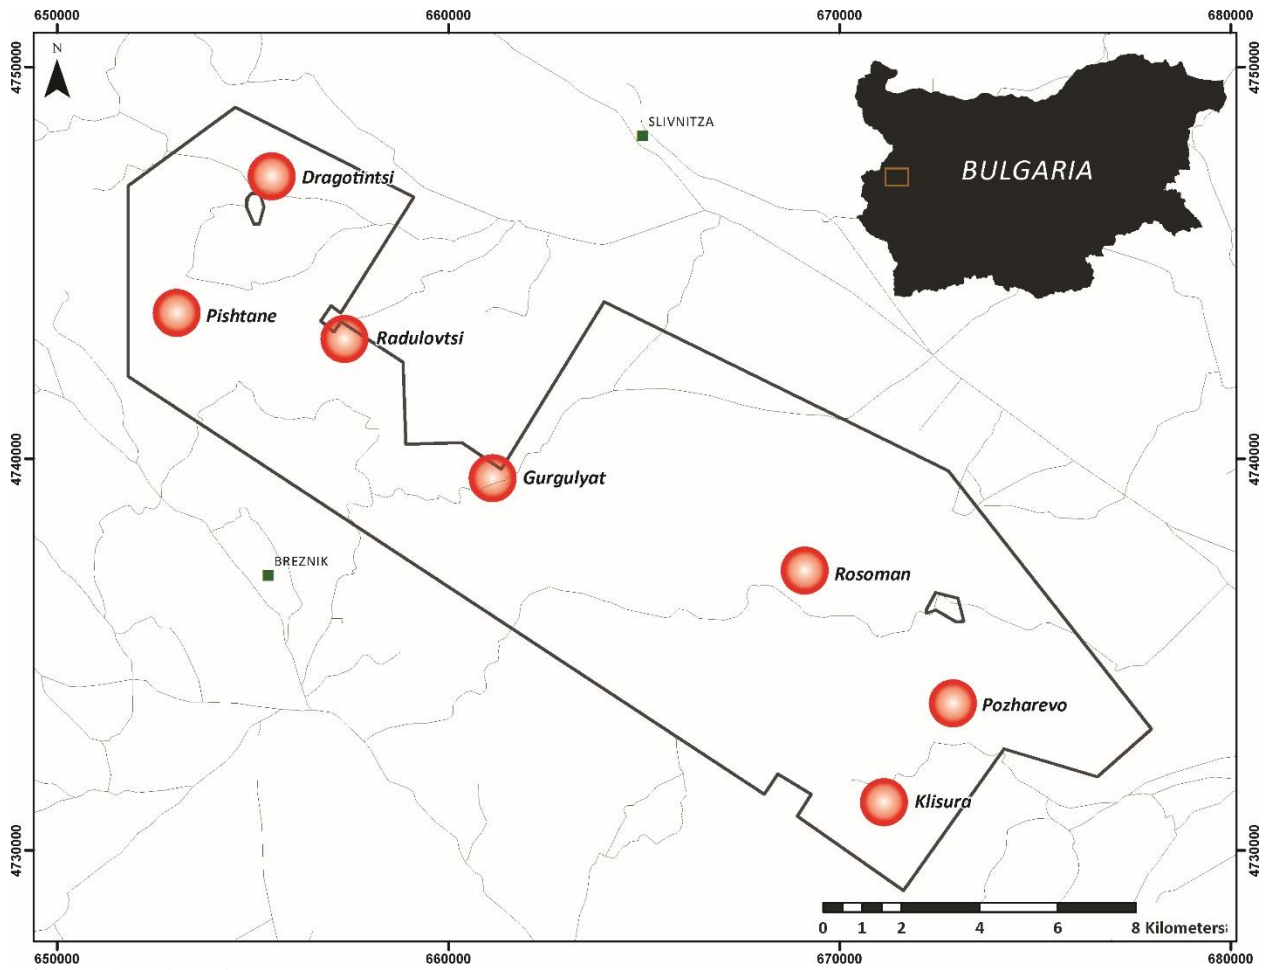 650000 660000 670000 680000
4750000 4750000
N
SLIVNITZA
BULGARIA
Dragotintsi
Pishtane
Radulovtsi
4740000 4740000
Gurgulyat
BREZNIK
Rosoman
Pozharevo
Klisura
4730000 4730000
0 1 2 4 6 8 Kilometers
650000 660000 670000 680000